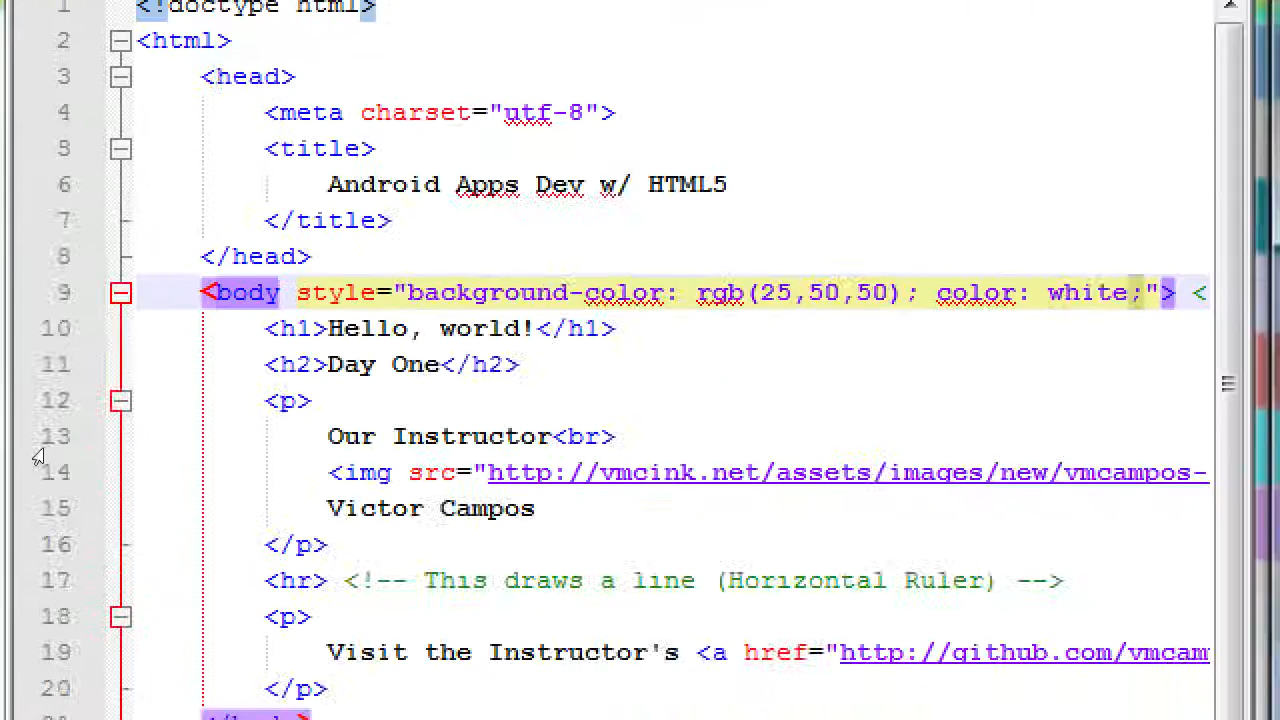 1 <!doctype html>
2 <html>
3 <head>
4 <meta charset="utf-8">
5 <title>
6 Android Apps Dev w/ HTML5
7 </title>
8 </head>
9 <body style="background-color: rgb(25,50,50); color: white;"> <
10 <h1>Hello, world!</h1>
11 <h2>Day One</h2>
12 <p>
13 Our Instructor<br>
14 <img src="http://vmcink.net/assets/images/new/vmcampos-
15 Victor Campos
16 </p>
17 <hr> <!-- This draws a line (Horizontal Ruler) -->
18 <p>
19 Visit the Instructor's <a href="http://github.com/vmcam
20 </p>